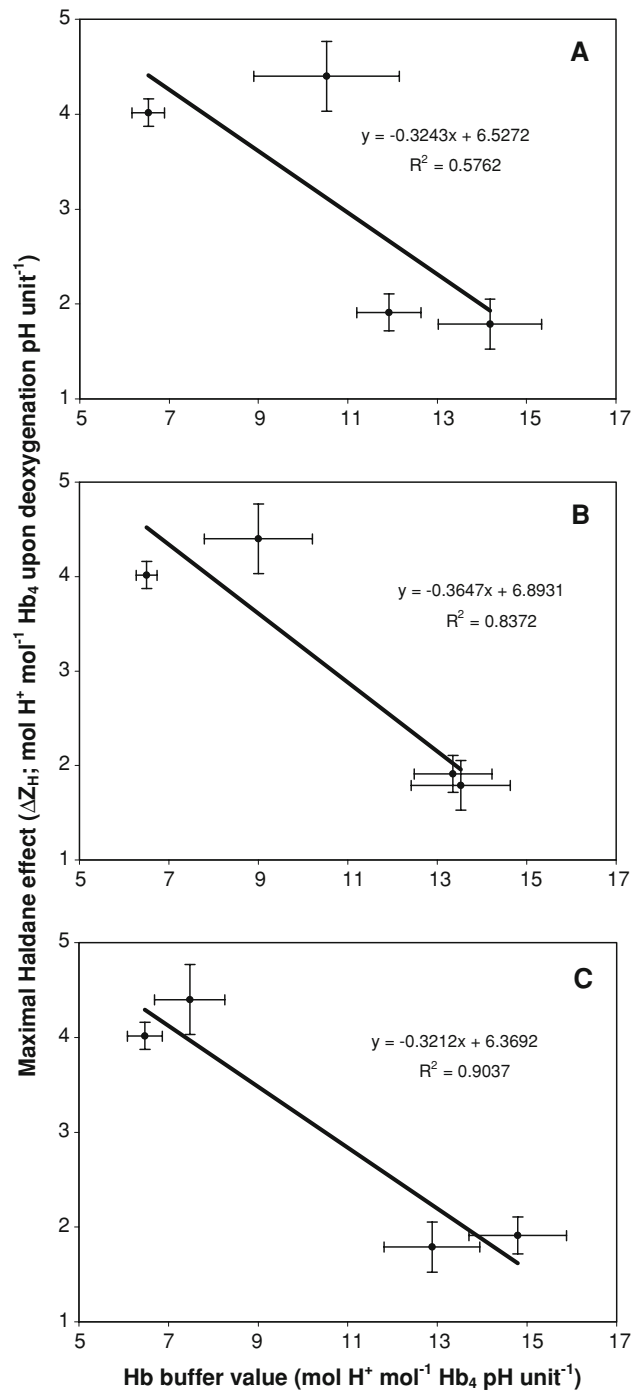 Maximal Haldane effect (ΔZH; mol H⁺ mol⁻¹ Hb₄ upon deoxygenation pH unit⁻¹)
5
A
4
y = -0.3243x + 6.5272
R² = 0.5762
3
2
1
5 7 9 11 13 15 17
5
B
4
y = -0.3647x + 6.8931
R² = 0.8372
3
2
1
5 7 9 11 13 15 17
5
C
4
y = -0.3212x + 6.3692
R² = 0.9037
3
2
1
5 7 9 11 13 15 17
Hb buffer value (mol H⁺ mol⁻¹ Hb₄ pH unit⁻¹)